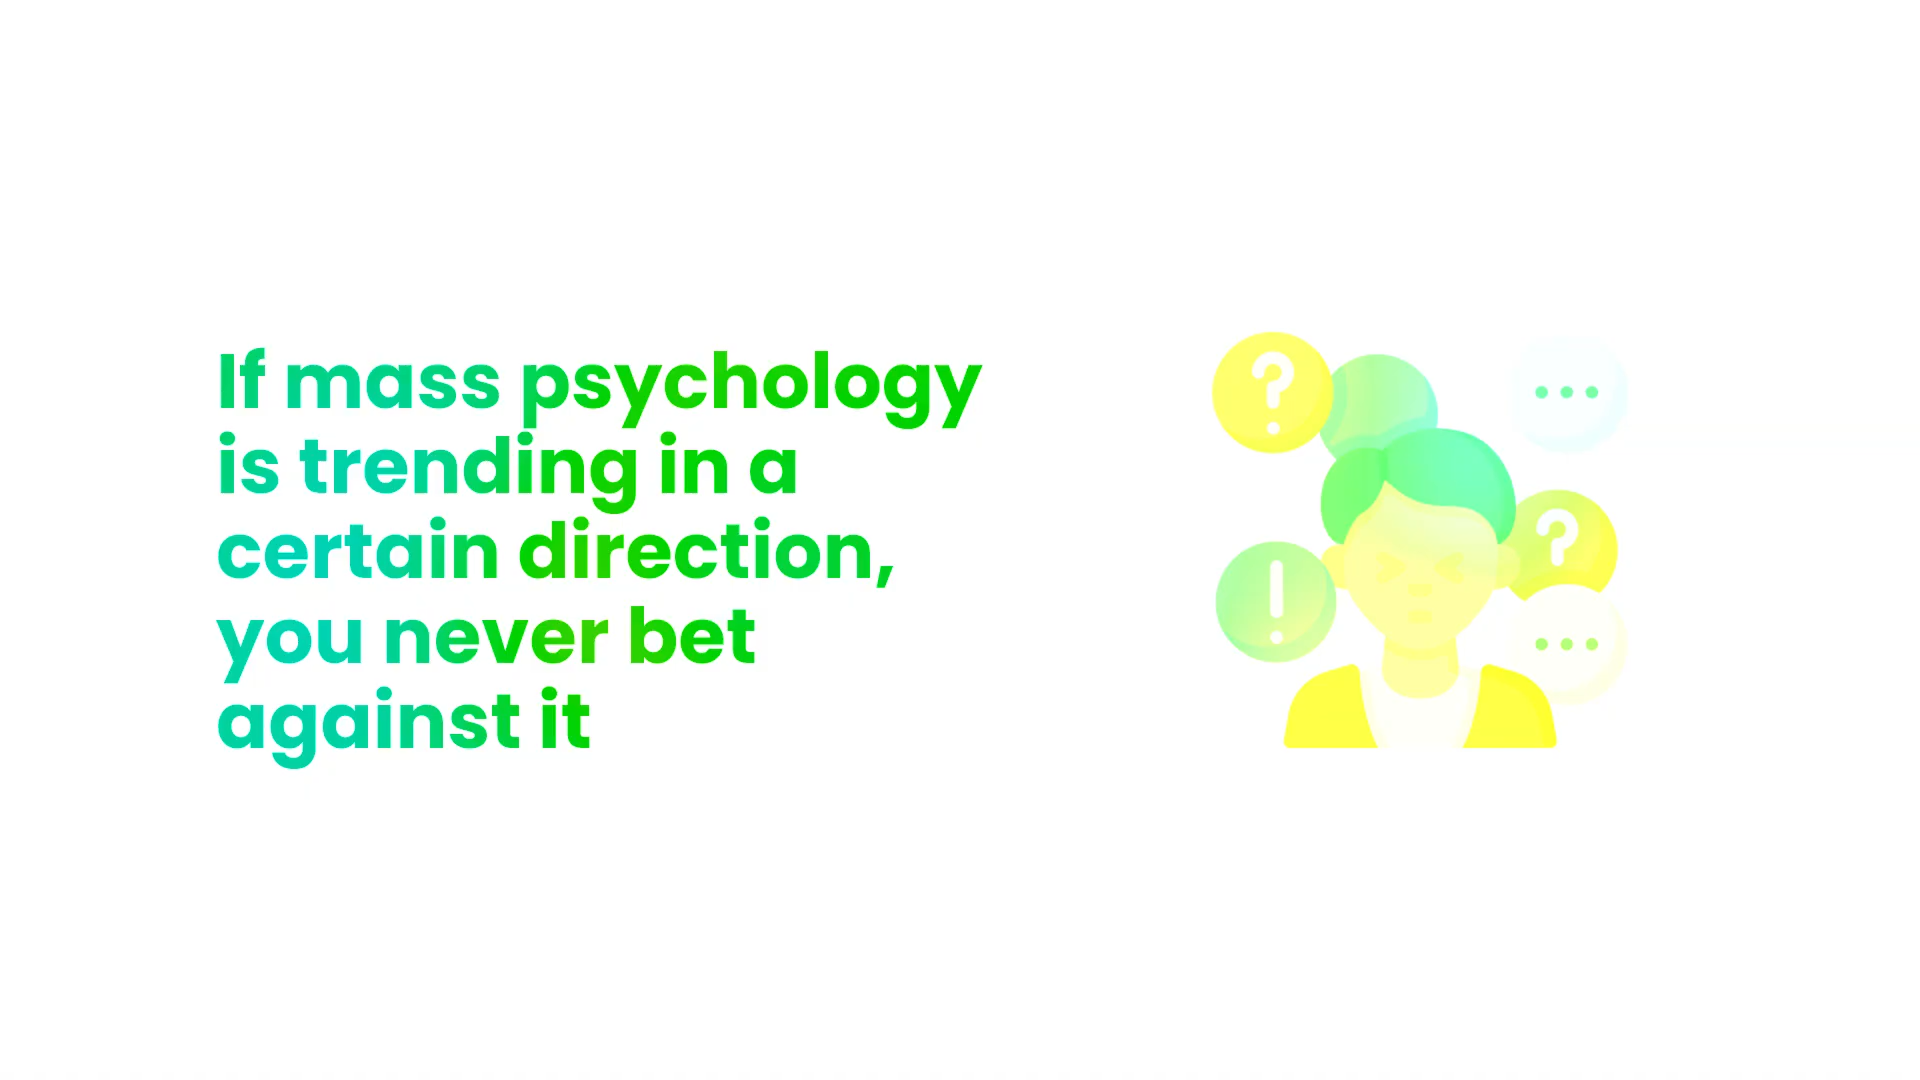 If mass psychology
is trending in a
certain direction,
you never bet
against it
?
?
!